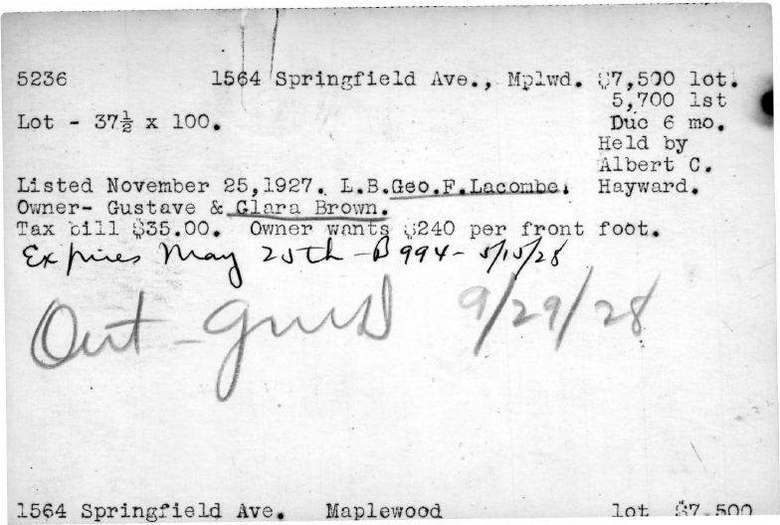 5236 1564 Springfield Ave., Mplwd. $7,500 lot.
5,700 1st
Lot - 37½ x 100. Due 6 mo.
Held by
Albert C.
Listed November 25,1927. L.B.Geo.F.Lacombe. Hayward.
Owner- Gustave & Clara Brown.
Tax bill $35.00. Owner wants $240 per front foot.
Expires May 25th - B 994 - 5/15/28
Out - 9/29/28
1564 Springfield Ave. Maplewood lot $7,500